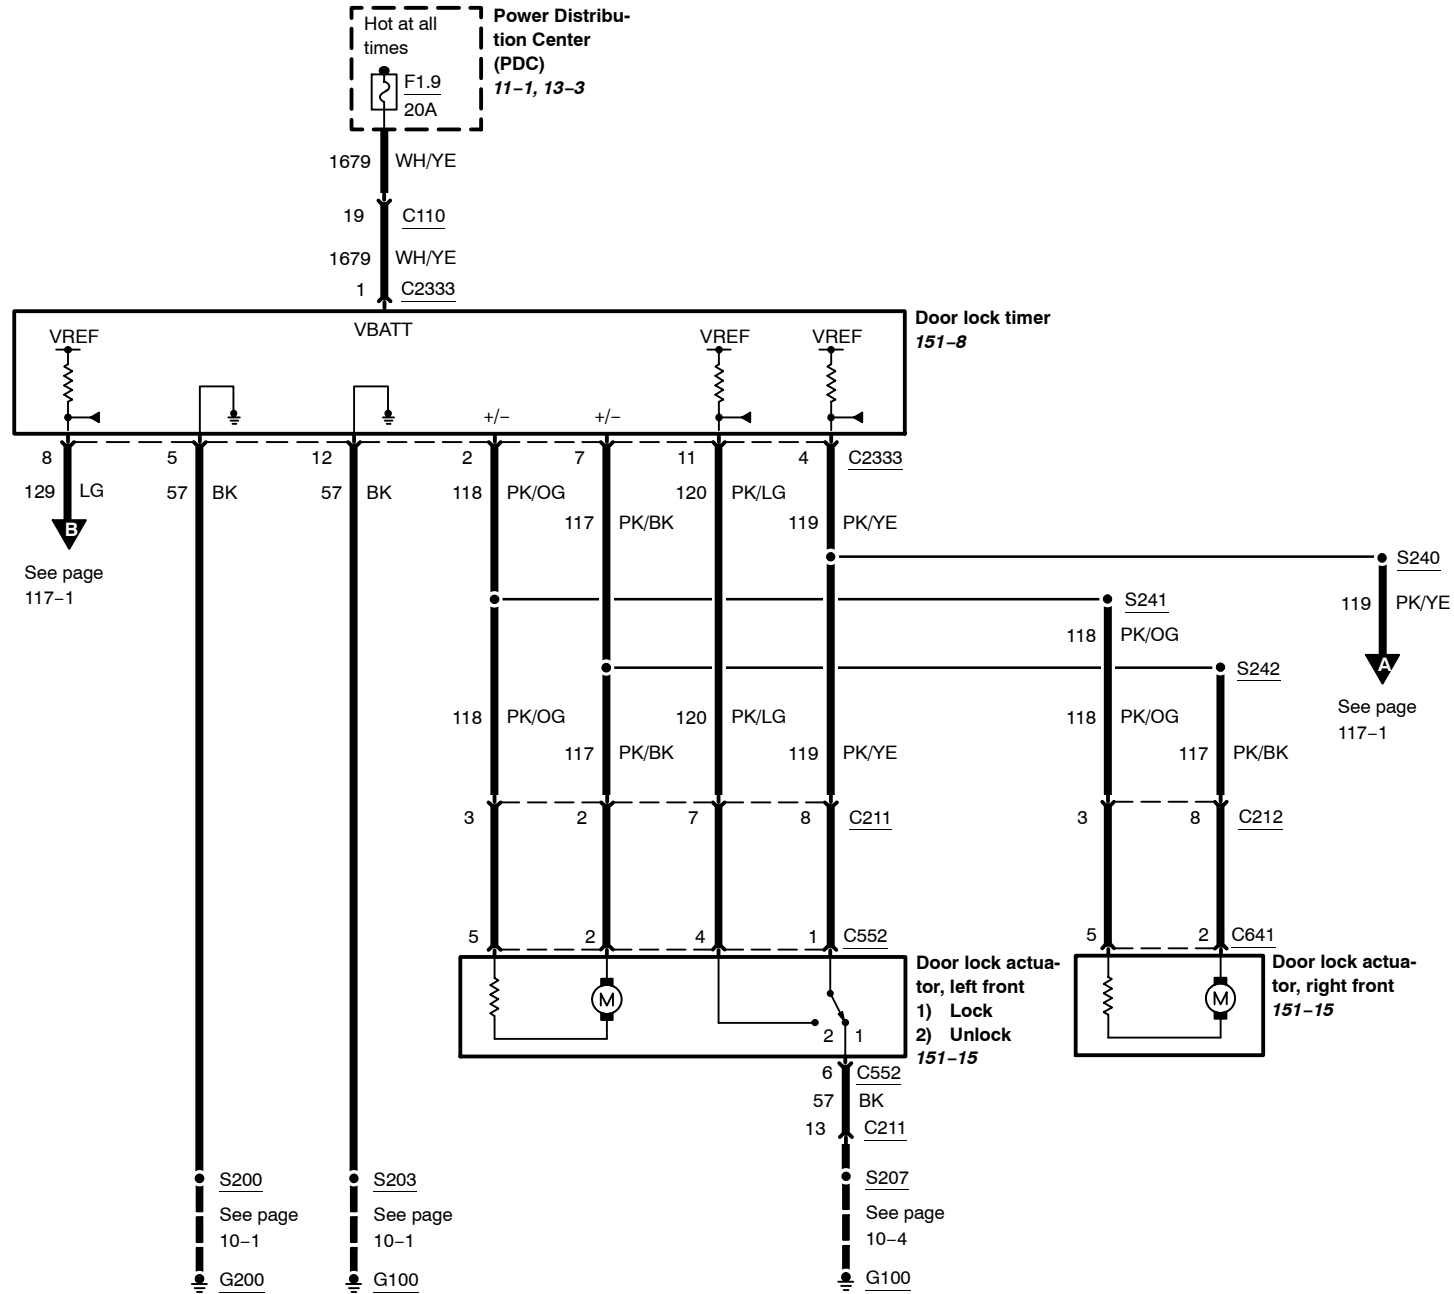 Hot at all
times
F1.9
20A
Power Distribu-
tion Center
(PDC)
11–1, 13–3
1679 WH/YE
19 C110
1679 WH/YE
1 C2333
VBATT
Door lock timer
151–8
VREF VREF VREF
+/– +/–
8 5 12 2 7 11 4 C2333
129 LG 57 BK 57 BK 118 PK/OG 120 PK/LG
117 PK/BK 119 PK/YE
B
See page
117–1
S240
119 PK/YE
A
See page
117–1
S241
118 PK/OG
S242
118 PK/OG 120 PK/LG 118 PK/OG
117 PK/BK 119 PK/YE 117 PK/BK
3 2 7 8 C211 3 8 C212
5 2 4 1 C552 5 2 C641
M
2 1
Door lock actua-
tor, left front
1) Lock
2) Unlock
151–15
M
Door lock actua-
tor, right front
151–15
6 C552
57 BK
13 C211
S200 S203 S207
See page
10–1
See page
10–1
See page
10–4
G200 G100 G100